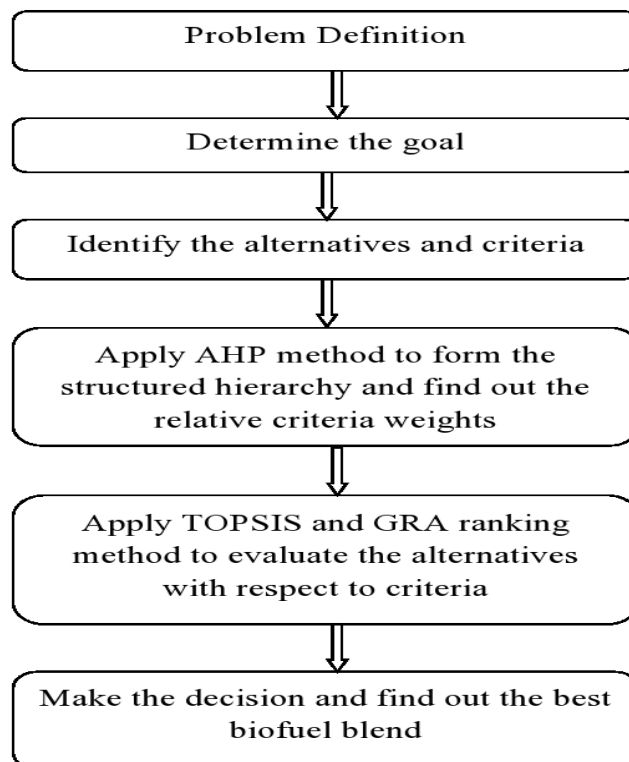 Problem Definition
Determine the goal
Identify the alternatives and criteria
Apply AHP method to form the
structured hierarchy and find out the
relative criteria weights
Apply TOPSIS and GRA ranking
method to evaluate the alternatives
with respect to criteria
Make the decision and find out the best
biofuel blend